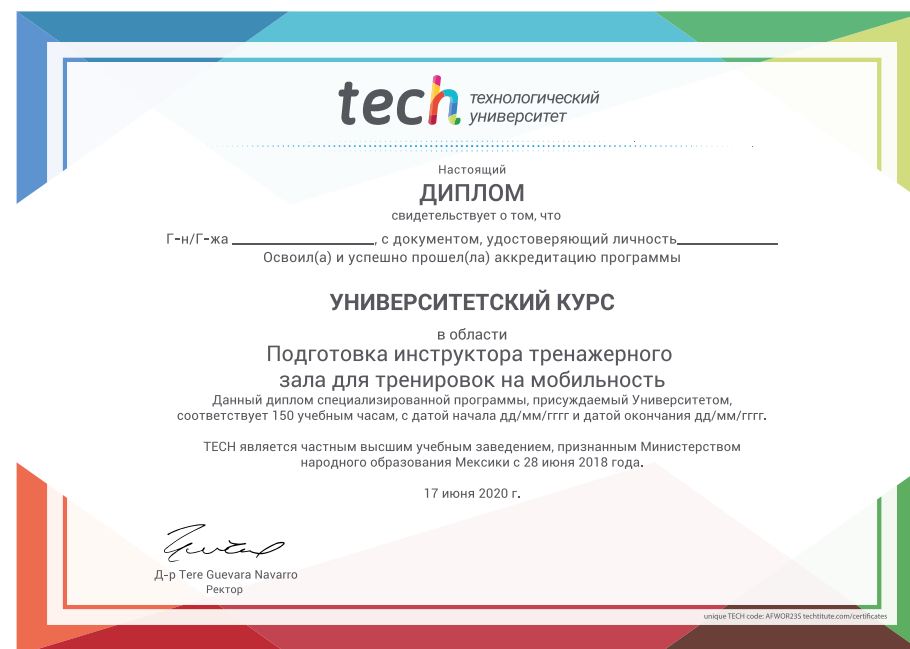 tech технологический
университет
Настоящий
ДИПЛОМ
свидетельствует о том, что
Г-н/Г-жа ________________, с документом, удостоверяющий личность____________
Освоил(а) и успешно прошел(ла) аккредитацию программы
УНИВЕРСИТЕТСКИЙ КУРС
в области
Подготовка инструктора тренажерного
зала для тренировок на мобильность
Данный диплом специализированной программы, присуждаемый Университетом,
соответствует 150 учебным часам, с датой начала дд/мм/гггг и датой окончания дд/мм/гггг.
TECH является частным высшим учебным заведением, признанным Министерством
народного образования Мексики с 28 июня 2018 года.
17 июня 2020 г.
Д-р Tere Guevara Navarro
Ректор
unique TECH code: AFWOR23S techtitute.com/certificates